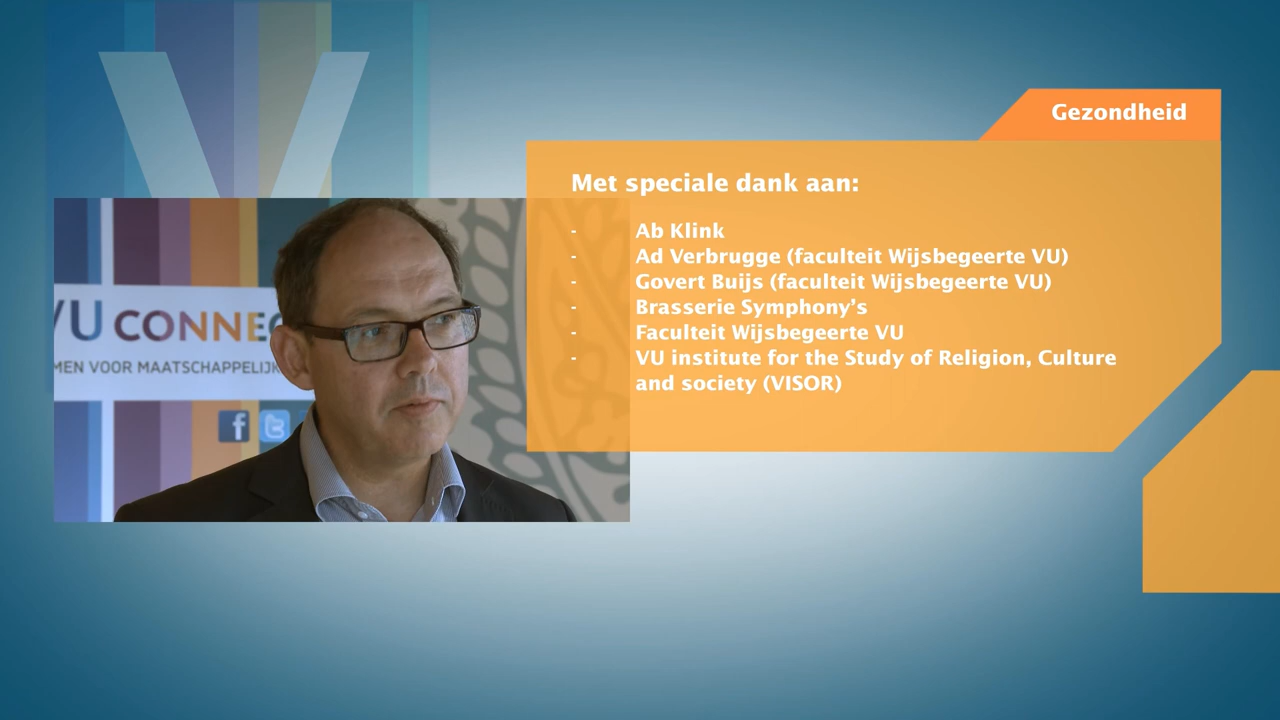 V
Gezondheid
Met speciale dank aan:
- Ab Klink
- Ad Verbrugge (faculteit Wijsbegeerte VU)
- Govert Buijs (faculteit Wijsbegeerte VU)
- Brasserie Symphony’s
- Faculteit Wijsbegeerte VU
- VU institute for the Study of Religion, Culture
and society (VISOR)
VU CONNEC
MEN VOOR MAATSCHAPPELIJK
f t